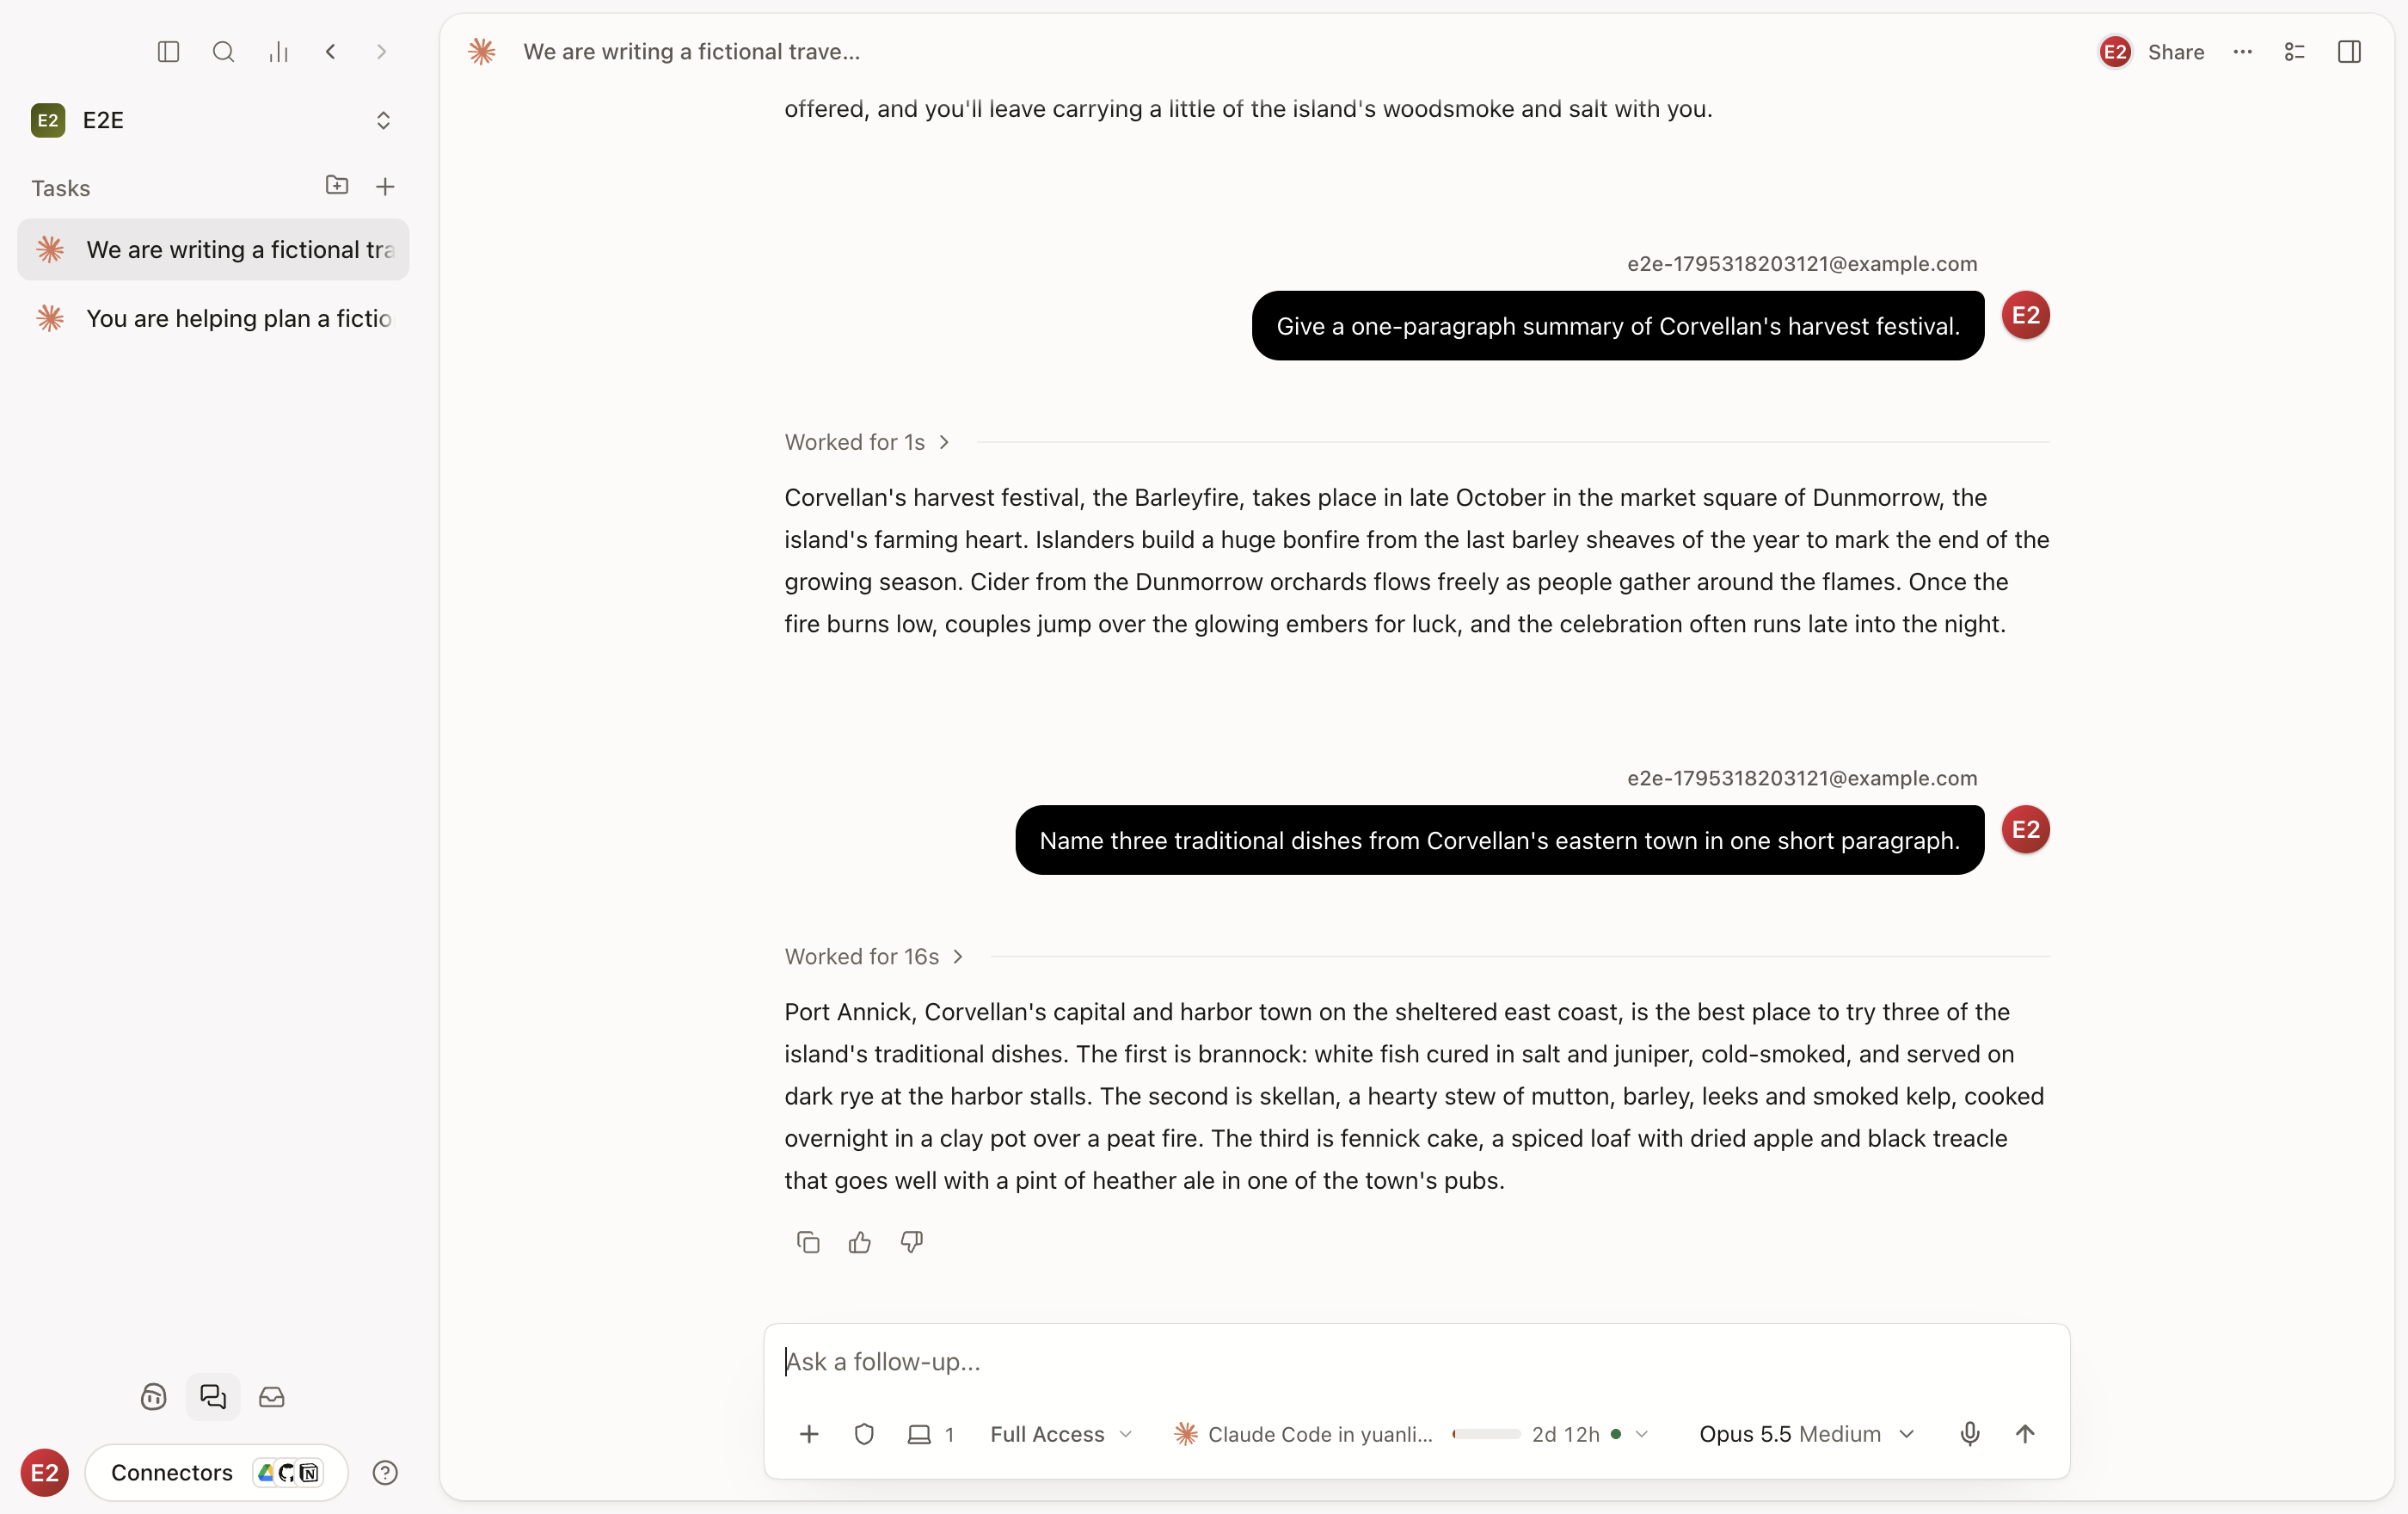 E2 E2E
Tasks
We are writing a fictional tra
You are helping plan a fictio
E2 Connectors
We are writing a fictional trave...
E2 Share
offered, and you'll leave carrying a little of the island's woodsmoke and salt with you.
e2e-1795318203121@example.com
Give a one-paragraph summary of Corvellan's harvest festival.
E2
Worked for 1s
Corvellan's harvest festival, the Barleyfire, takes place in late October in the market square of Dunmorrow, the
island's farming heart. Islanders build a huge bonfire from the last barley sheaves of the year to mark the end of the
growing season. Cider from the Dunmorrow orchards flows freely as people gather around the flames. Once the
fire burns low, couples jump over the glowing embers for luck, and the celebration often runs late into the night.
e2e-1795318203121@example.com
Name three traditional dishes from Corvellan's eastern town in one short paragraph.
E2
Worked for 16s
Port Annick, Corvellan's capital and harbor town on the sheltered east coast, is the best place to try three of the
island's traditional dishes. The first is brannock: white fish cured in salt and juniper, cold-smoked, and served on
dark rye at the harbor stalls. The second is skellan, a hearty stew of mutton, barley, leeks and smoked kelp, cooked
overnight in a clay pot over a peat fire. The third is fennick cake, a spiced loaf with dried apple and black treacle
that goes well with a pint of heather ale in one of the town's pubs.
Ask a follow-up...
1 Full Access Claude Code in yuanli... 2d 12h Opus 5.5 Medium